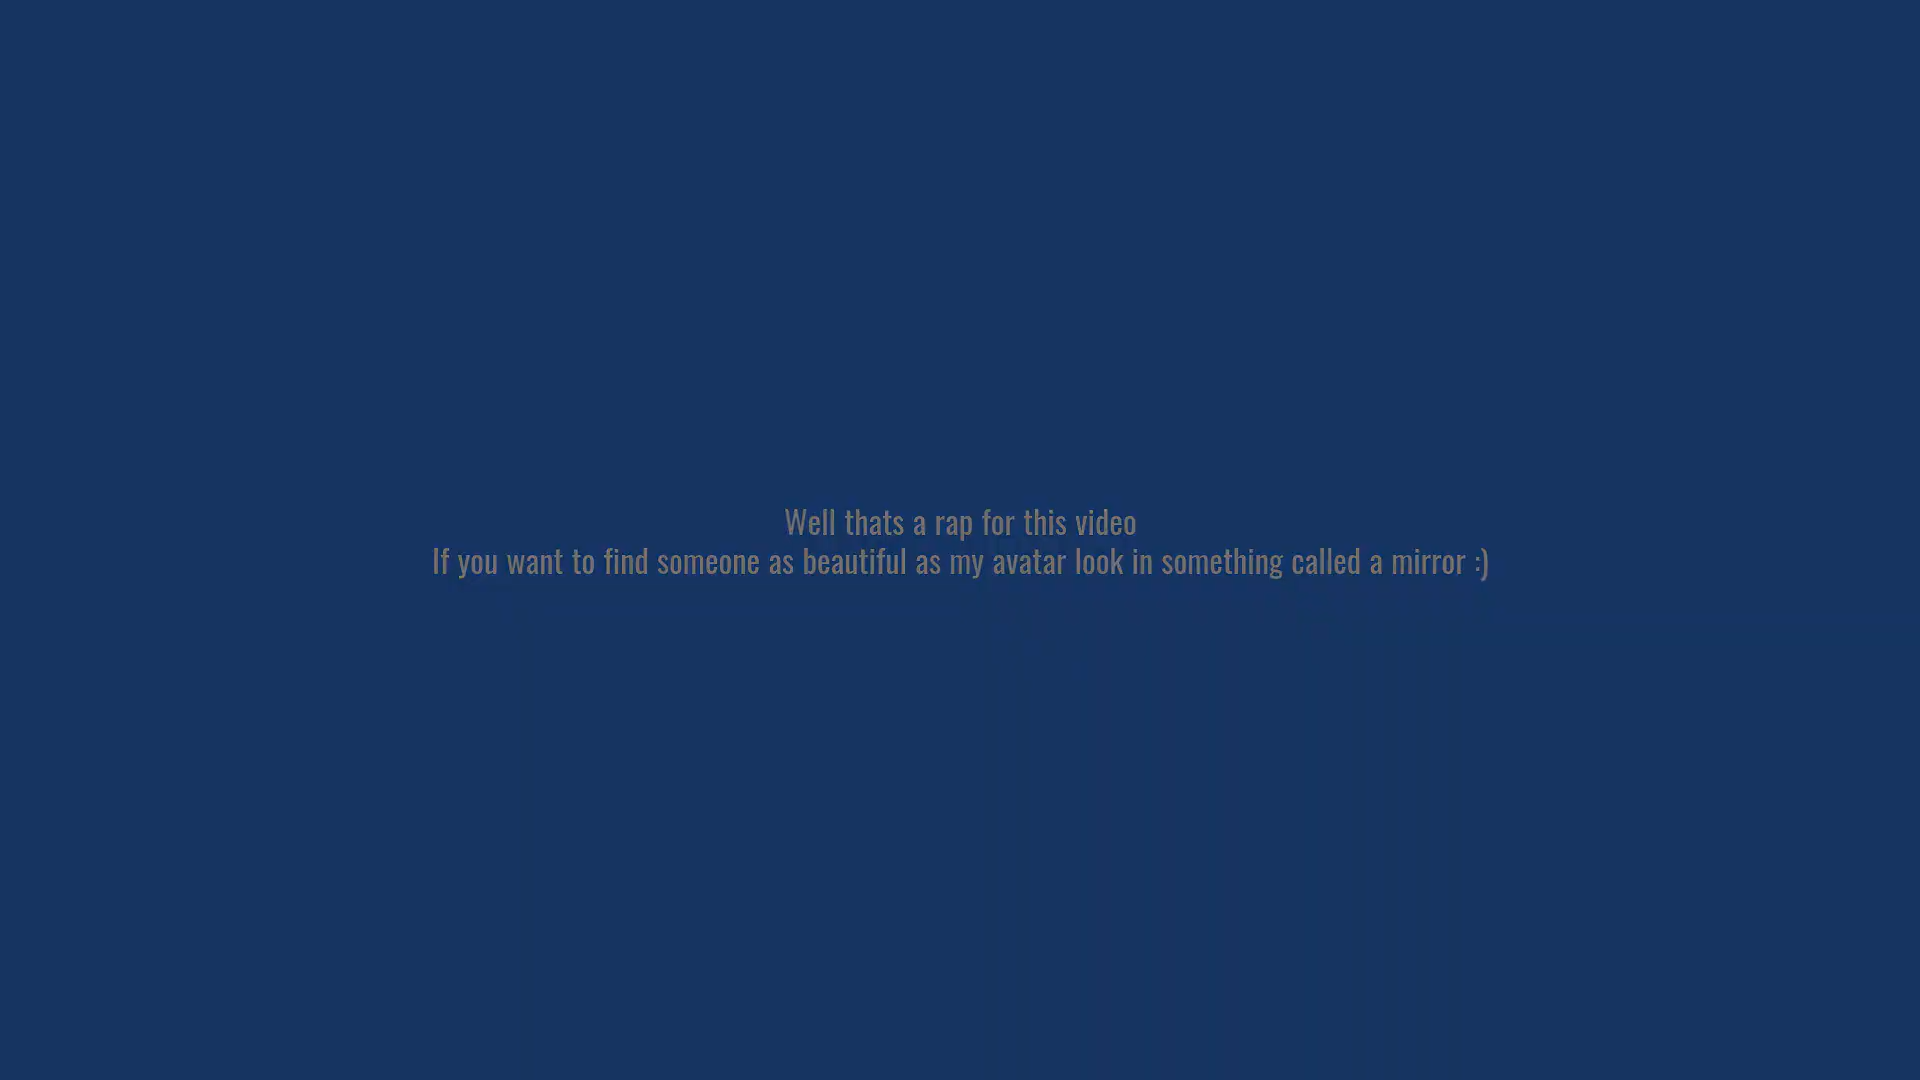 Well thats a rap for this video
If you want to find someone as beautiful as my avatar look in something called a mirror :)